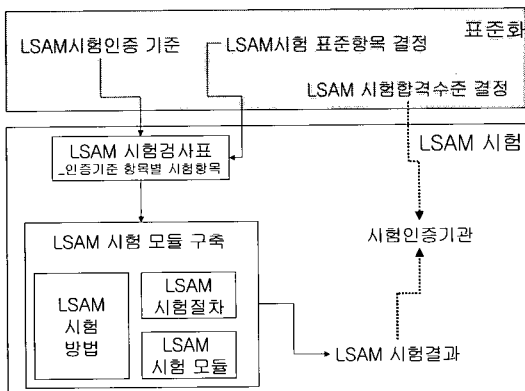 표준화
LSAM시험인증 기준
LSAM시험 표준항목 결정
LSAM 시험합격수준 결정
LSAM 시험
LSAM 시험검사표
_인증기준 항목별 시험항목
LSAM 시험 모듈 구축
시험인증기관
LSAM
시험
방법
LSAM
시험절차
LSAM
시험 모듈
LSAM 시험결과